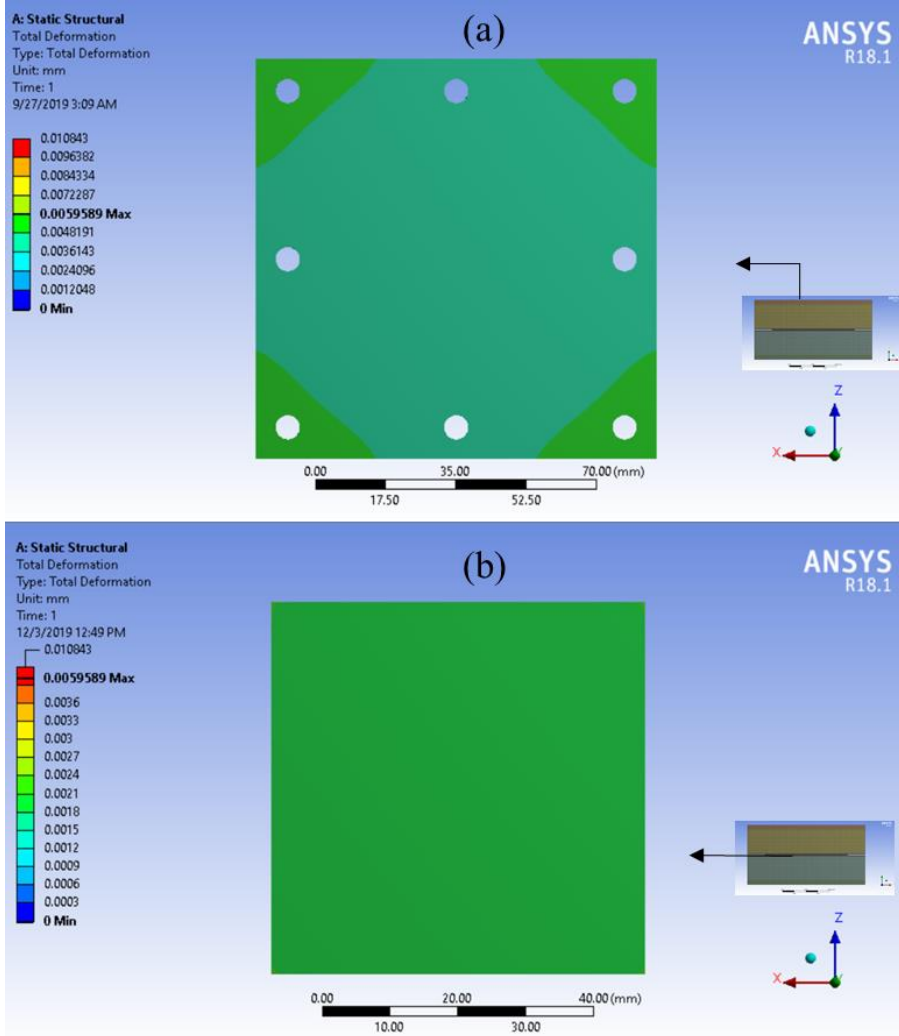 A: Static Structural
Total Deformation
Type: Total Deformation
Unit: mm
Time: 1
9/27/2019 3:09 AM
(a)
ANSYS
R18.1
0.010843
0.0096382
0.0084334
0.0072287
0.0059589 Max
0.0048191
0.0036143
0.0024096
0.0012048
0 Min
Z
X
0.00 35.00 70.00 (mm)
17.50 52.50
A: Static Structural
Total Deformation
Type: Total Deformation
Unit: mm
Time: 1
12/3/2019 12:49 PM
(b)
ANSYS
R18.1
0.010843
0.0059589 Max
0.0036
0.0033
0.003
0.0027
0.0024
0.0021
0.0018
0.0015
0.0012
0.0009
0.0006
0.0003
0 Min
Z
X
0.00 20.00 40.00 (mm)
10.00 30.00